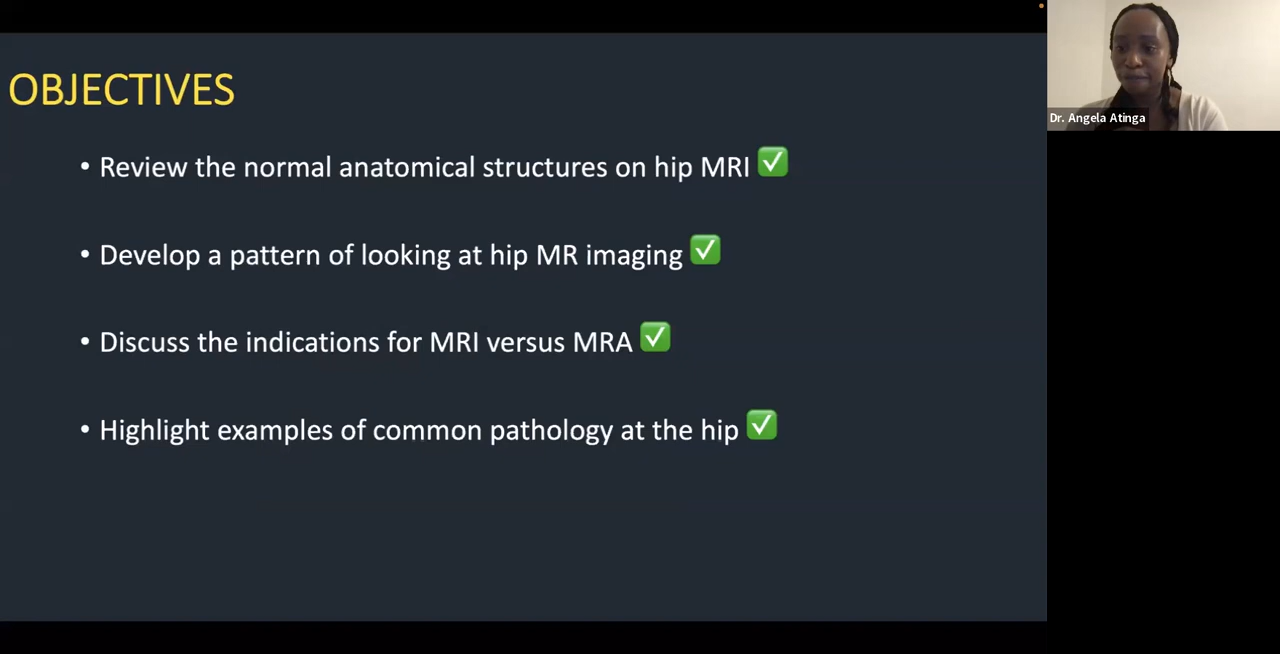 OBJECTIVES
• Review the normal anatomical structures on hip MRI ✅
• Develop a pattern of looking at hip MR imaging ✅
• Discuss the indications for MRI versus MRA ✅
• Highlight examples of common pathology at the hip ✅
Dr. Angela Atinga